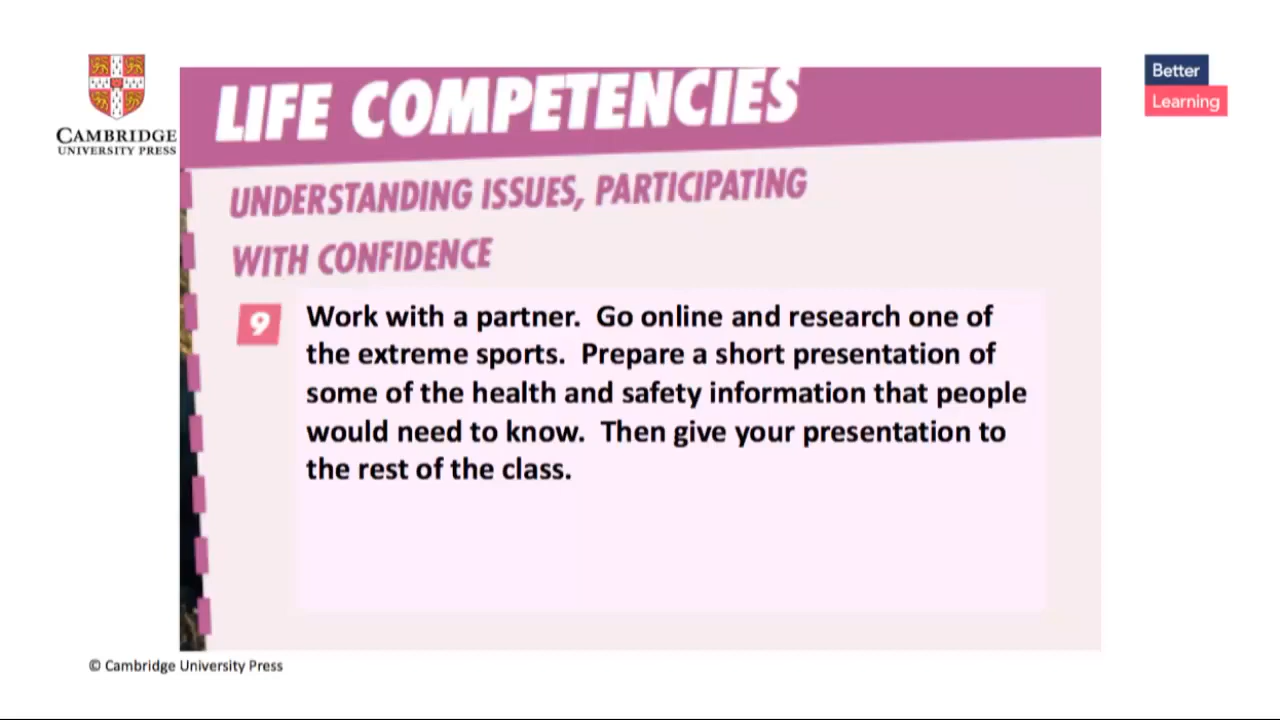 CAMBRIDGE
UNIVERSITY PRESS
Better
Learning
LIFE COMPETENCIES
UNDERSTANDING ISSUES, PARTICIPATING
WITH CONFIDENCE
9
Work with a partner. Go online and research one of
the extreme sports. Prepare a short presentation of
some of the health and safety information that people
would need to know. Then give your presentation to
the rest of the class.
© Cambridge University Press